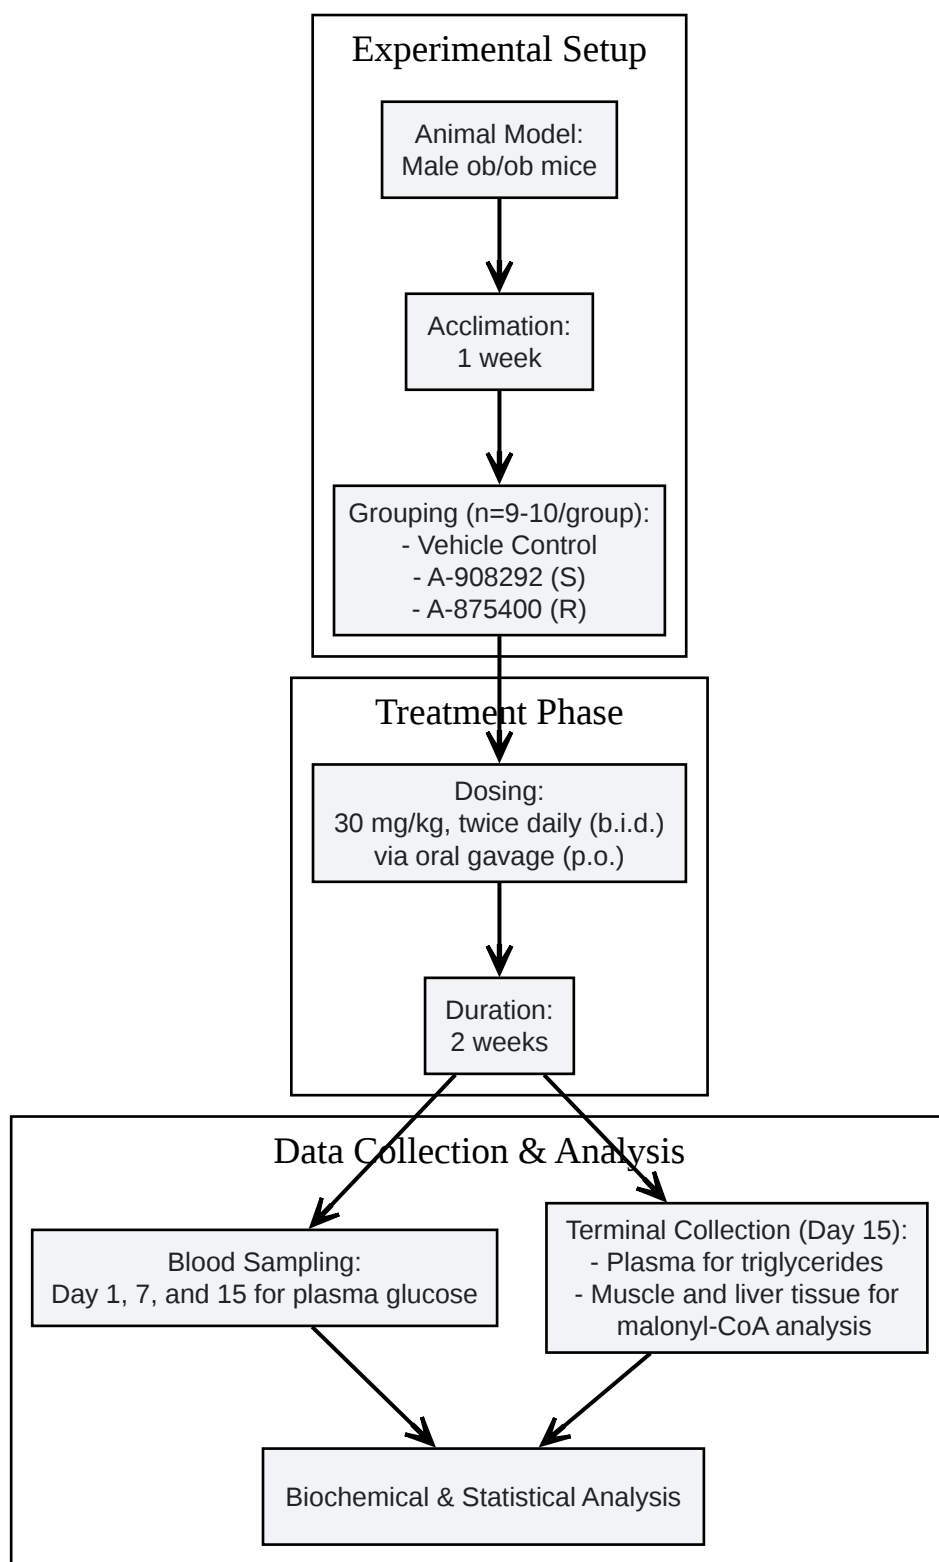 Experimental Setup
Animal Model:
Male ob/ob mice
Acclimation:
1 week
Grouping (n=9-10/group):
- Vehicle Control
- A-908292 (S)
- A-875400 (R)
Treatment Phase
Dosing:
30 mg/kg, twice daily (b.i.d.)
via oral gavage (p.o.)
Duration:
2 weeks
Data Collection & Analysis
Blood Sampling:
Day 1, 7, and 15 for plasma glucose
Terminal Collection (Day 15):
- Plasma for triglycerides
- Muscle and liver tissue for
malonyl-CoA analysis
Biochemical & Statistical Analysis